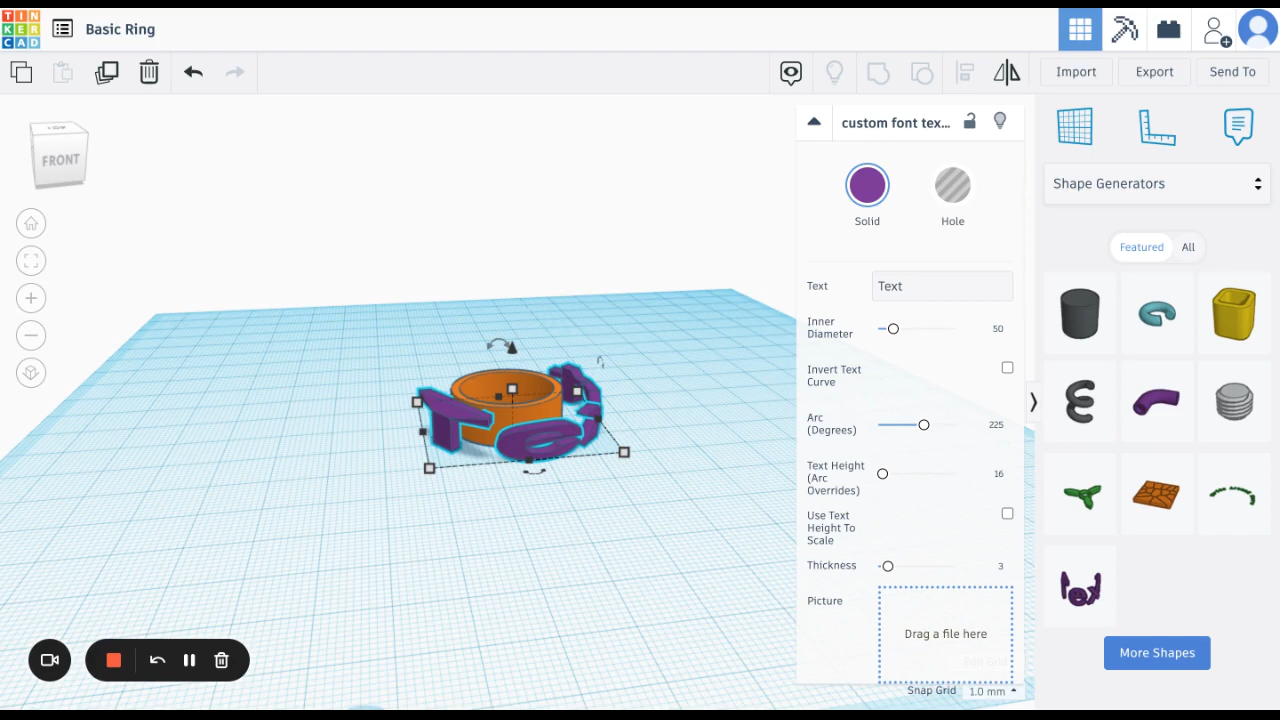 TIN
KER
CAD
Basic Ring
Import
Export
Send To
FRONT
custom font tex...
Solid
Hole
Text
Text
Inner
Diameter
50
Invert Text
Curve
Arc
(Degrees)
225
Text Height
(Arc
Overrides)
16
Use Text
Height To
Scale
Thickness
3
Picture
Drag a file here
Edit Grid
Snap Grid
1.0 mm
Shape Generators
Featured
All
More Shapes